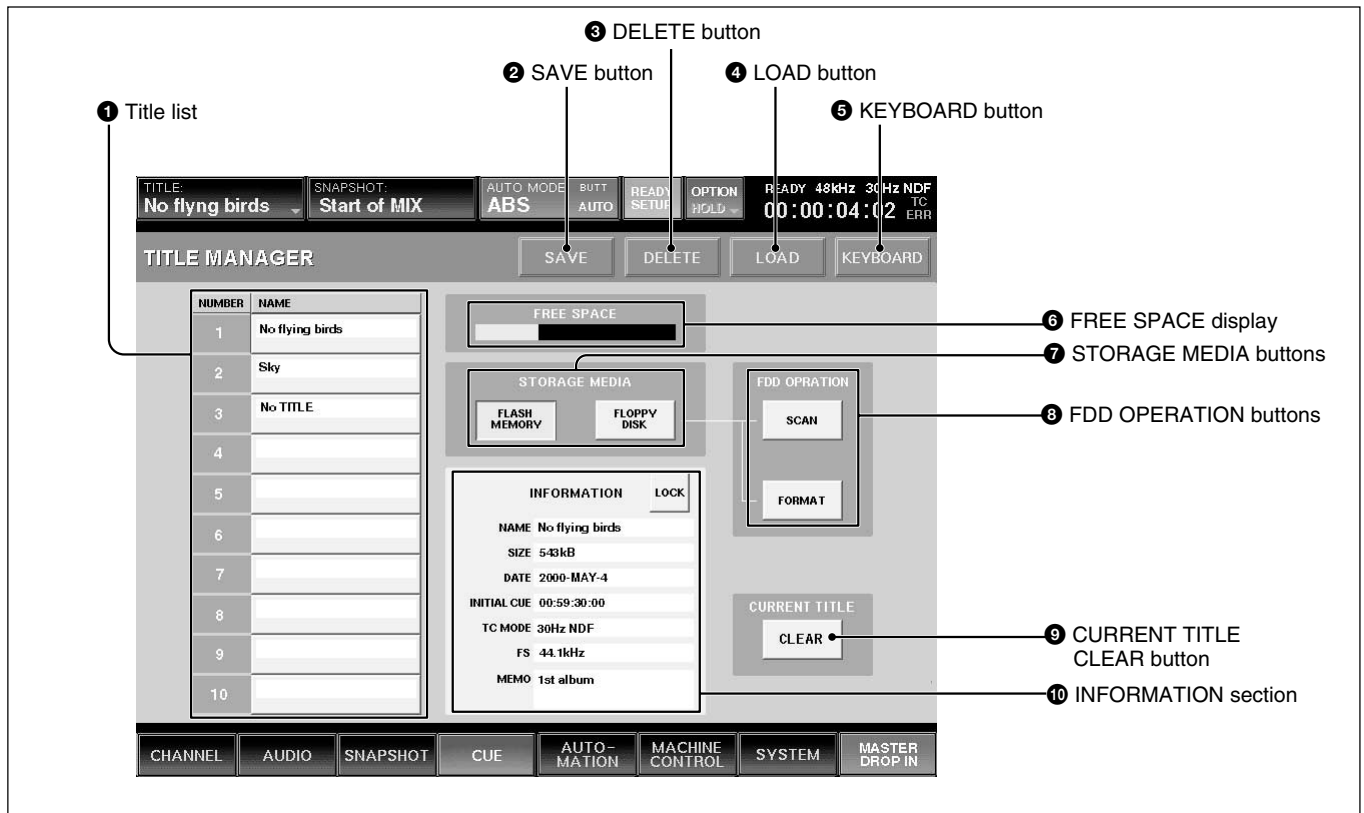 ❸ DELETE button
❷ SAVE button
❹ LOAD button
❶ Title list
❺ KEYBOARD button
TITLE:
No flyng birds
SNAPSHOT:
Start of MIX
AUTO MODE
ABS
BUTT
AUTO
READY
SETUP
OPTION
HOLD
READY 48kHz 30Hz NDF
00:00:04:02 TC
ERR
TITLE MANAGER
SAVE
DELETE
LOAD
KEYBOARD
NUMBER NAME
1 No flying birds
2 Sky
3 No TITLE
4
5
6
7
8
9
10
FREE SPACE
❻ FREE SPACE display
❼ STORAGE MEDIA buttons
STORAGE MEDIA
FLASH
MEMORY
FLOPPY
DISK
FDD OPRATION
SCAN
FORMAT
❽ FDD OPERATION buttons
INFORMATION LOCK
NAME No flying birds
SIZE 543kB
DATE 2000-MAY-4
INITIAL CUE 00:59:30:00
TC MODE 30Hz NDF
FS 44.1kHz
MEMO 1st album
CURRENT TITLE
CLEAR
❾ CURRENT TITLE
CLEAR button
❿ INFORMATION section
CHANNEL
AUDIO
SNAPSHOT
CUE
AUTO-
MATION
MACHINE
CONTROL
SYSTEM
MASTER
DROP IN